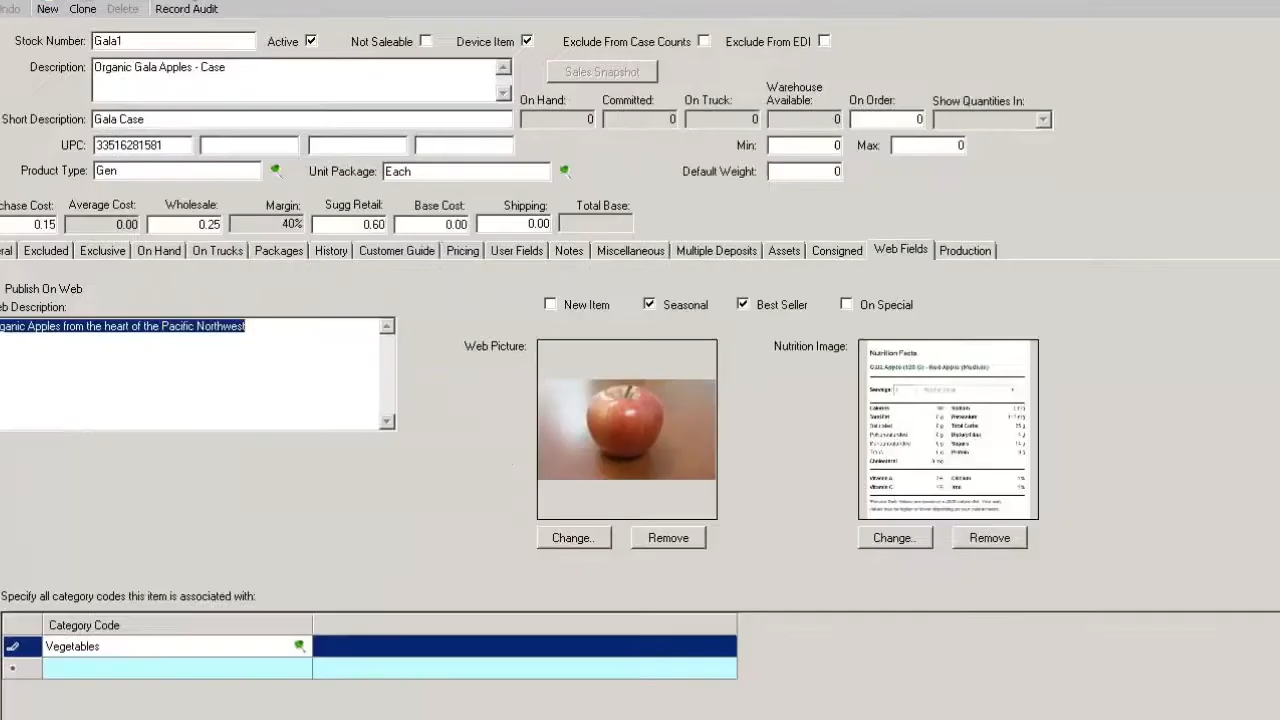 ndo New Clone Delete Record Audit
Stock Number: Gala1 Active Not Saleable Device Item Exclude From Case Counts Exclude From EDI
Description: Organic Gala Apples - Case Sales Snapshot
Warehouse
On Hand: Committed: On Truck: Available: On Order: Show Quantities In:
Short Description: Gala Case 0 0 0 0 0
UPC: 33516281581 Min: 0 Max: 0
Product Type: Gen Unit Package: Each Default Weight: 0
chase Cost: Average Cost: Wholesale: Margin: Sugg Retail: Base Cost: Shipping: Total Base:
0.15 0.00 0.25 40% 0.60 0.00 0.00
ral Excluded Exclusive On Hand On Trucks Packages History Customer Guide Pricing User Fields Notes Miscellaneous Multiple Deposits Assets Consigned Web Fields Production
Publish On Web
eb Description: New Item Seasonal Best Seller On Special
ganic Apples from the heart of the Pacific Northwest
Web Picture: Nutrition Image:
Nutrition Facts
Calories
Cholesterol
Change.. Remove Change.. Remove
Specify all category codes this item is associated with:
Category Code
Vegetables